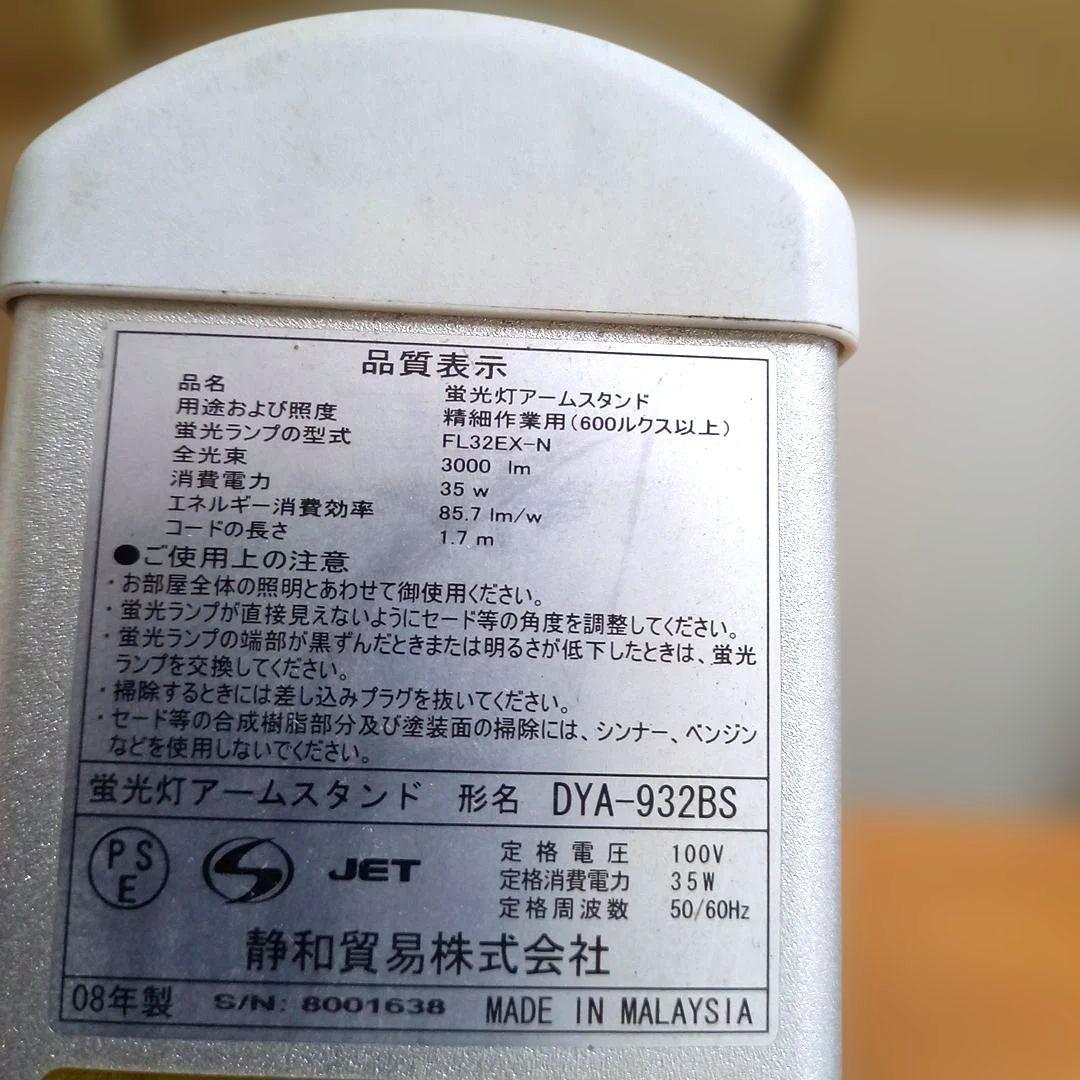 品質表示
品名 蛍光灯アームスタンド
用途および照度 精細作業用(600ルクス以上)
蛍光ランプの型式 FL32EX-N
全光束 3000 lm
消費電力 35 w
エネルギー消費効率 85.7 lm/w
コードの長さ 1.7 m
●ご使用上の注意
・お部屋全体の照明とあわせて御使用ください。
・蛍光ランプが直接見えないようにセード等の角度を調整してください。
・蛍光ランプの端部が黒ずんだときまたは明るさが低下したときは、蛍光
ランプを交換してください。
・掃除するときには差し込みプラグを抜いてください。
・セード等の合成樹脂部分及び塗装面の掃除には、シンナー、ベンジン
などを使用しないでください。
蛍光灯アームスタンド 形名 DYA-932BS
PSE JET
定格電圧 100V
定格消費電力 35W
定格周波数 50/60Hz
静和貿易株式会社
08年製 S/N: 8001638 MADE IN MALAYSIA